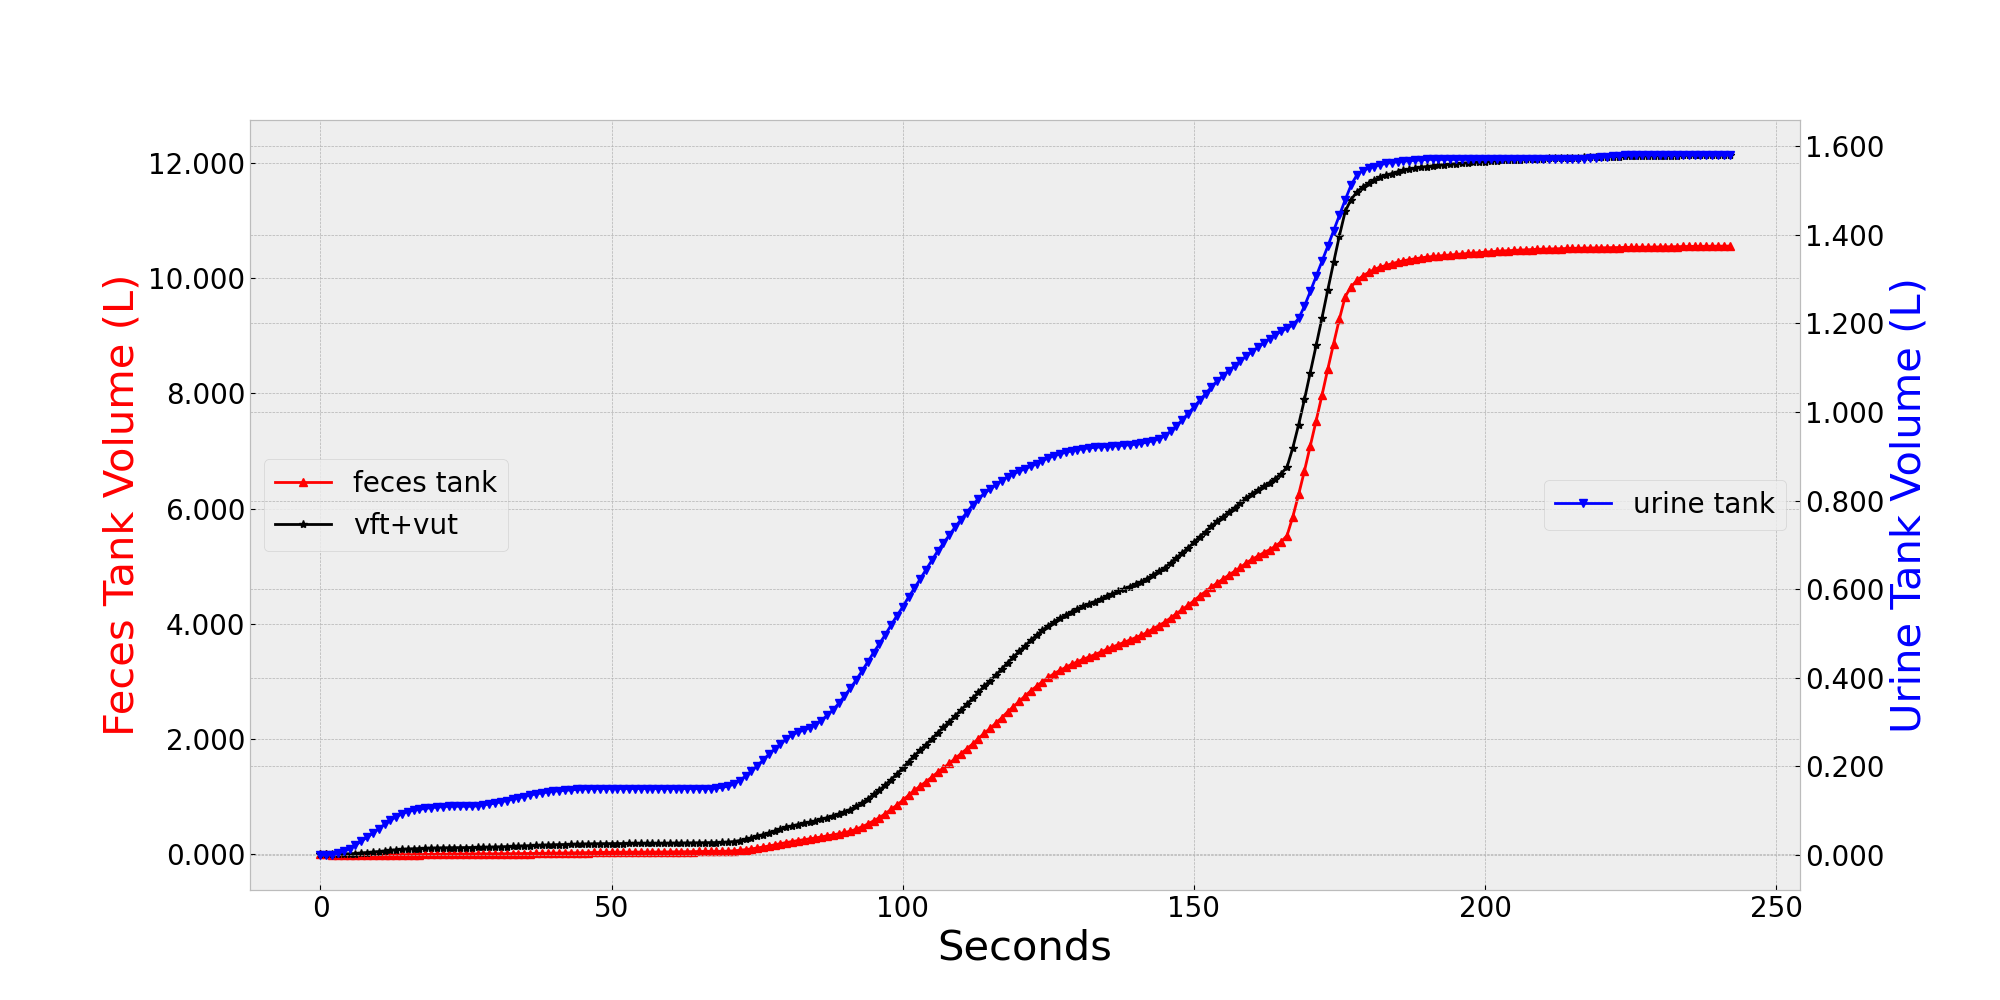 Feces Tank Volume (L)
12.000
10.000
8.000
6.000
4.000
2.000
0.000
feces tank
vft+vut
urine tank
1.600
1.400
1.200
1.000
0.800
0.600
0.400
0.200
0.000
Urine Tank Volume (L)
0 50 100 150 200 250
Seconds